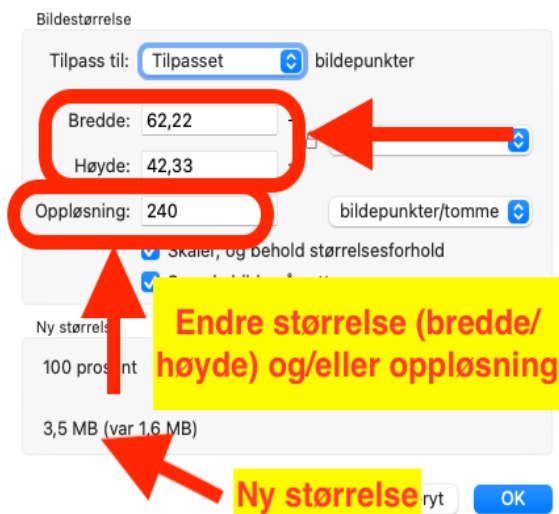 Bildestørrelse
Tilpass til: Tilpasset bildepunkter
Bredde: 62,22
Høyde: 42,33
Oppløsning: 240 bildepunkter/tomme
Skaler, og behold størrelsesforhold
Endre størrelse (bredde/
høyde) og/eller oppløsning
Ny
100 prosent
3,5 MB (var 1,6 MB)
Ny størrelse
OK